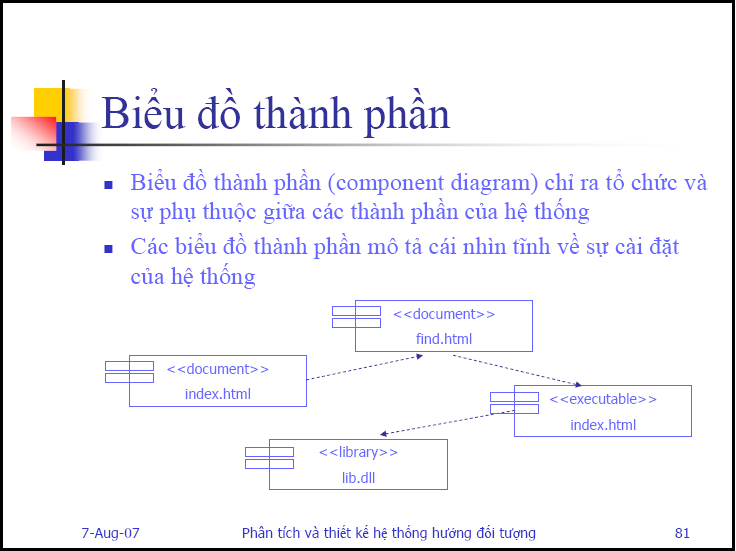 Biểu đồ thành phần
Biểu đồ thành phần (component diagram) chỉ ra tổ chức và
sự phụ thuộc giữa các thành phần của hệ thống
Các biểu đồ thành phần mô tả cái nhìn tĩnh về sự cài đặt
của hệ thống
<<document>>
find.html
<<document>>
index.html
<<executable>>
index.html
<<library>>
lib.dll
7-Aug-07
Phân tích và thiết kế hệ thống hướng đối tượng
81